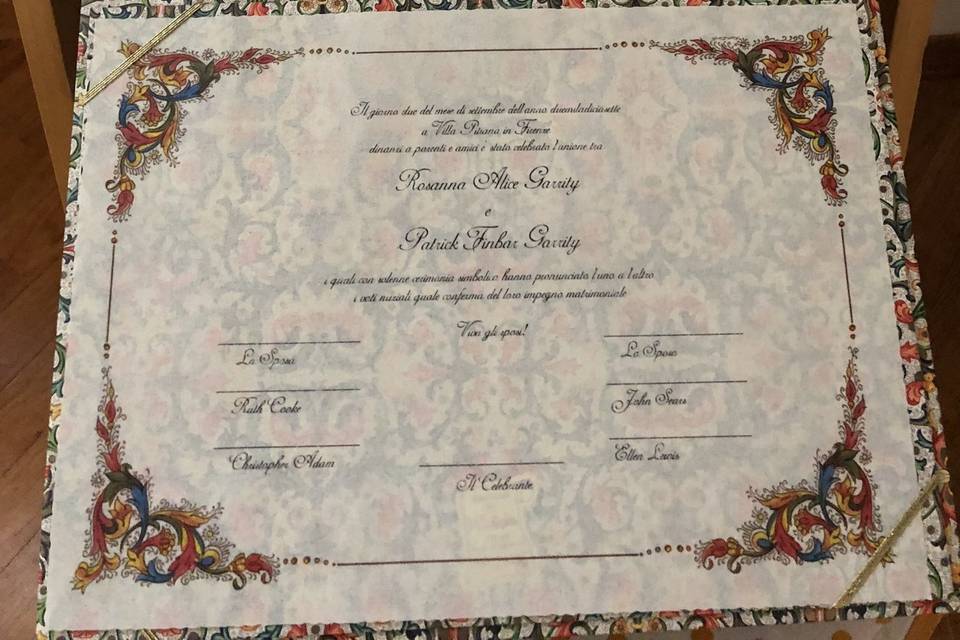 Il giorno due del mese di settembre dell'anno duemiladiciasette
a Villa Pitiana in Firenze
dinanzi a parenti e amici è stata celebrata l'unione tra
Rosanna Alice Garrity
e
Patrick Finbar Garrity
i quali con solenne cerimonia simbolica hanno pronunciato l'uno a l'altro
i voti nuziali quale conferma del loro impegno matrimoniale
Viva gli sposi!
La Sposa
Lo Sposo
Ruth Cooke
John Sears
Christopher Adam
Ellen Lewis
Il Celebrante